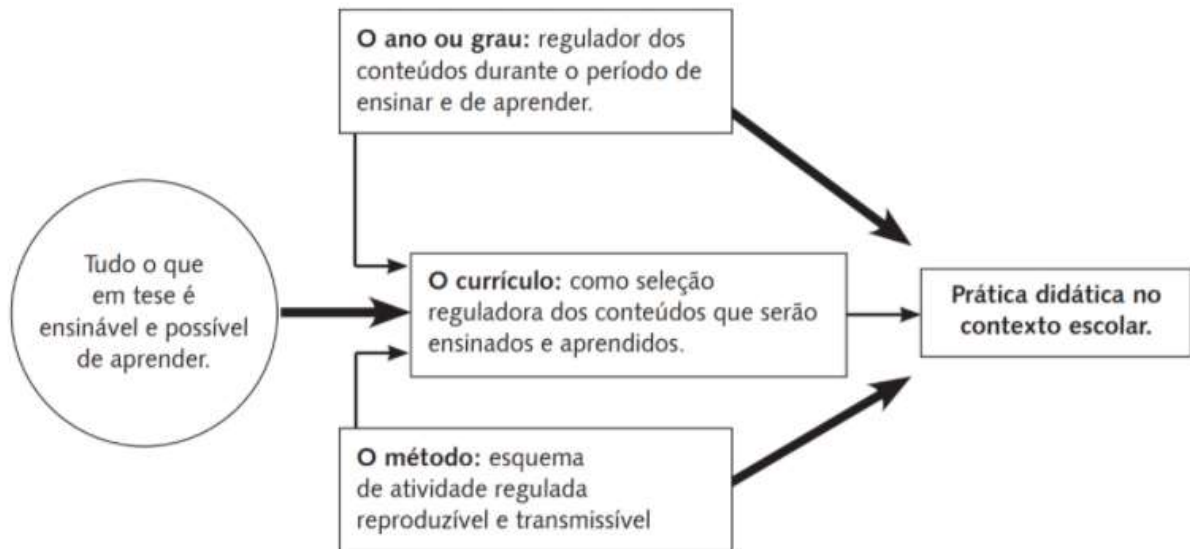 O ano ou grau: regulador dos
conteúdos durante o período de
ensinar e de aprender.
Tudo o que
em tese é
ensinável e possível
de aprender.
O currículo: como seleção
reguladora dos conteúdos que serão
ensinados e aprendidos.
Prática didática no
contexto escolar.
O método: esquema
de atividade regulada
reproduzível e transmissível